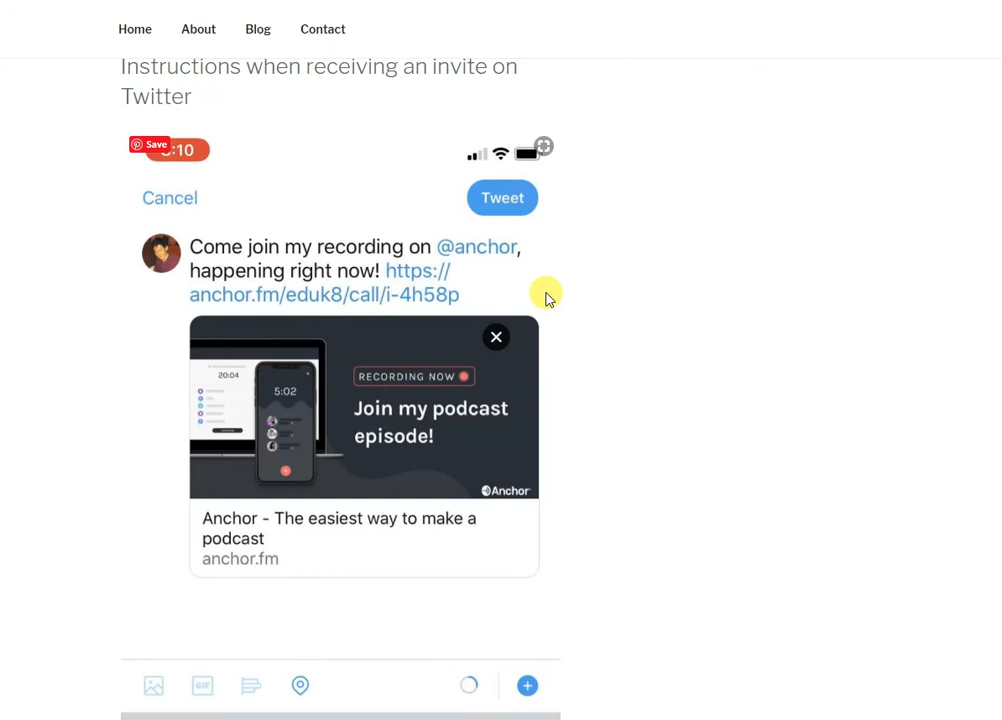 Home About Blog Contact
Instructions when receiving an invite on
Twitter
Save
:10
Cancel
Tweet
Come join my recording on @anchor,
happening right now! https://
anchor.fm/eduk8/call/i-4h58p
20:04
5:02
RECORDING NOW
Join my podcast
episode!
Anchor
Anchor - The easiest way to make a
podcast
anchor.fm
GIF